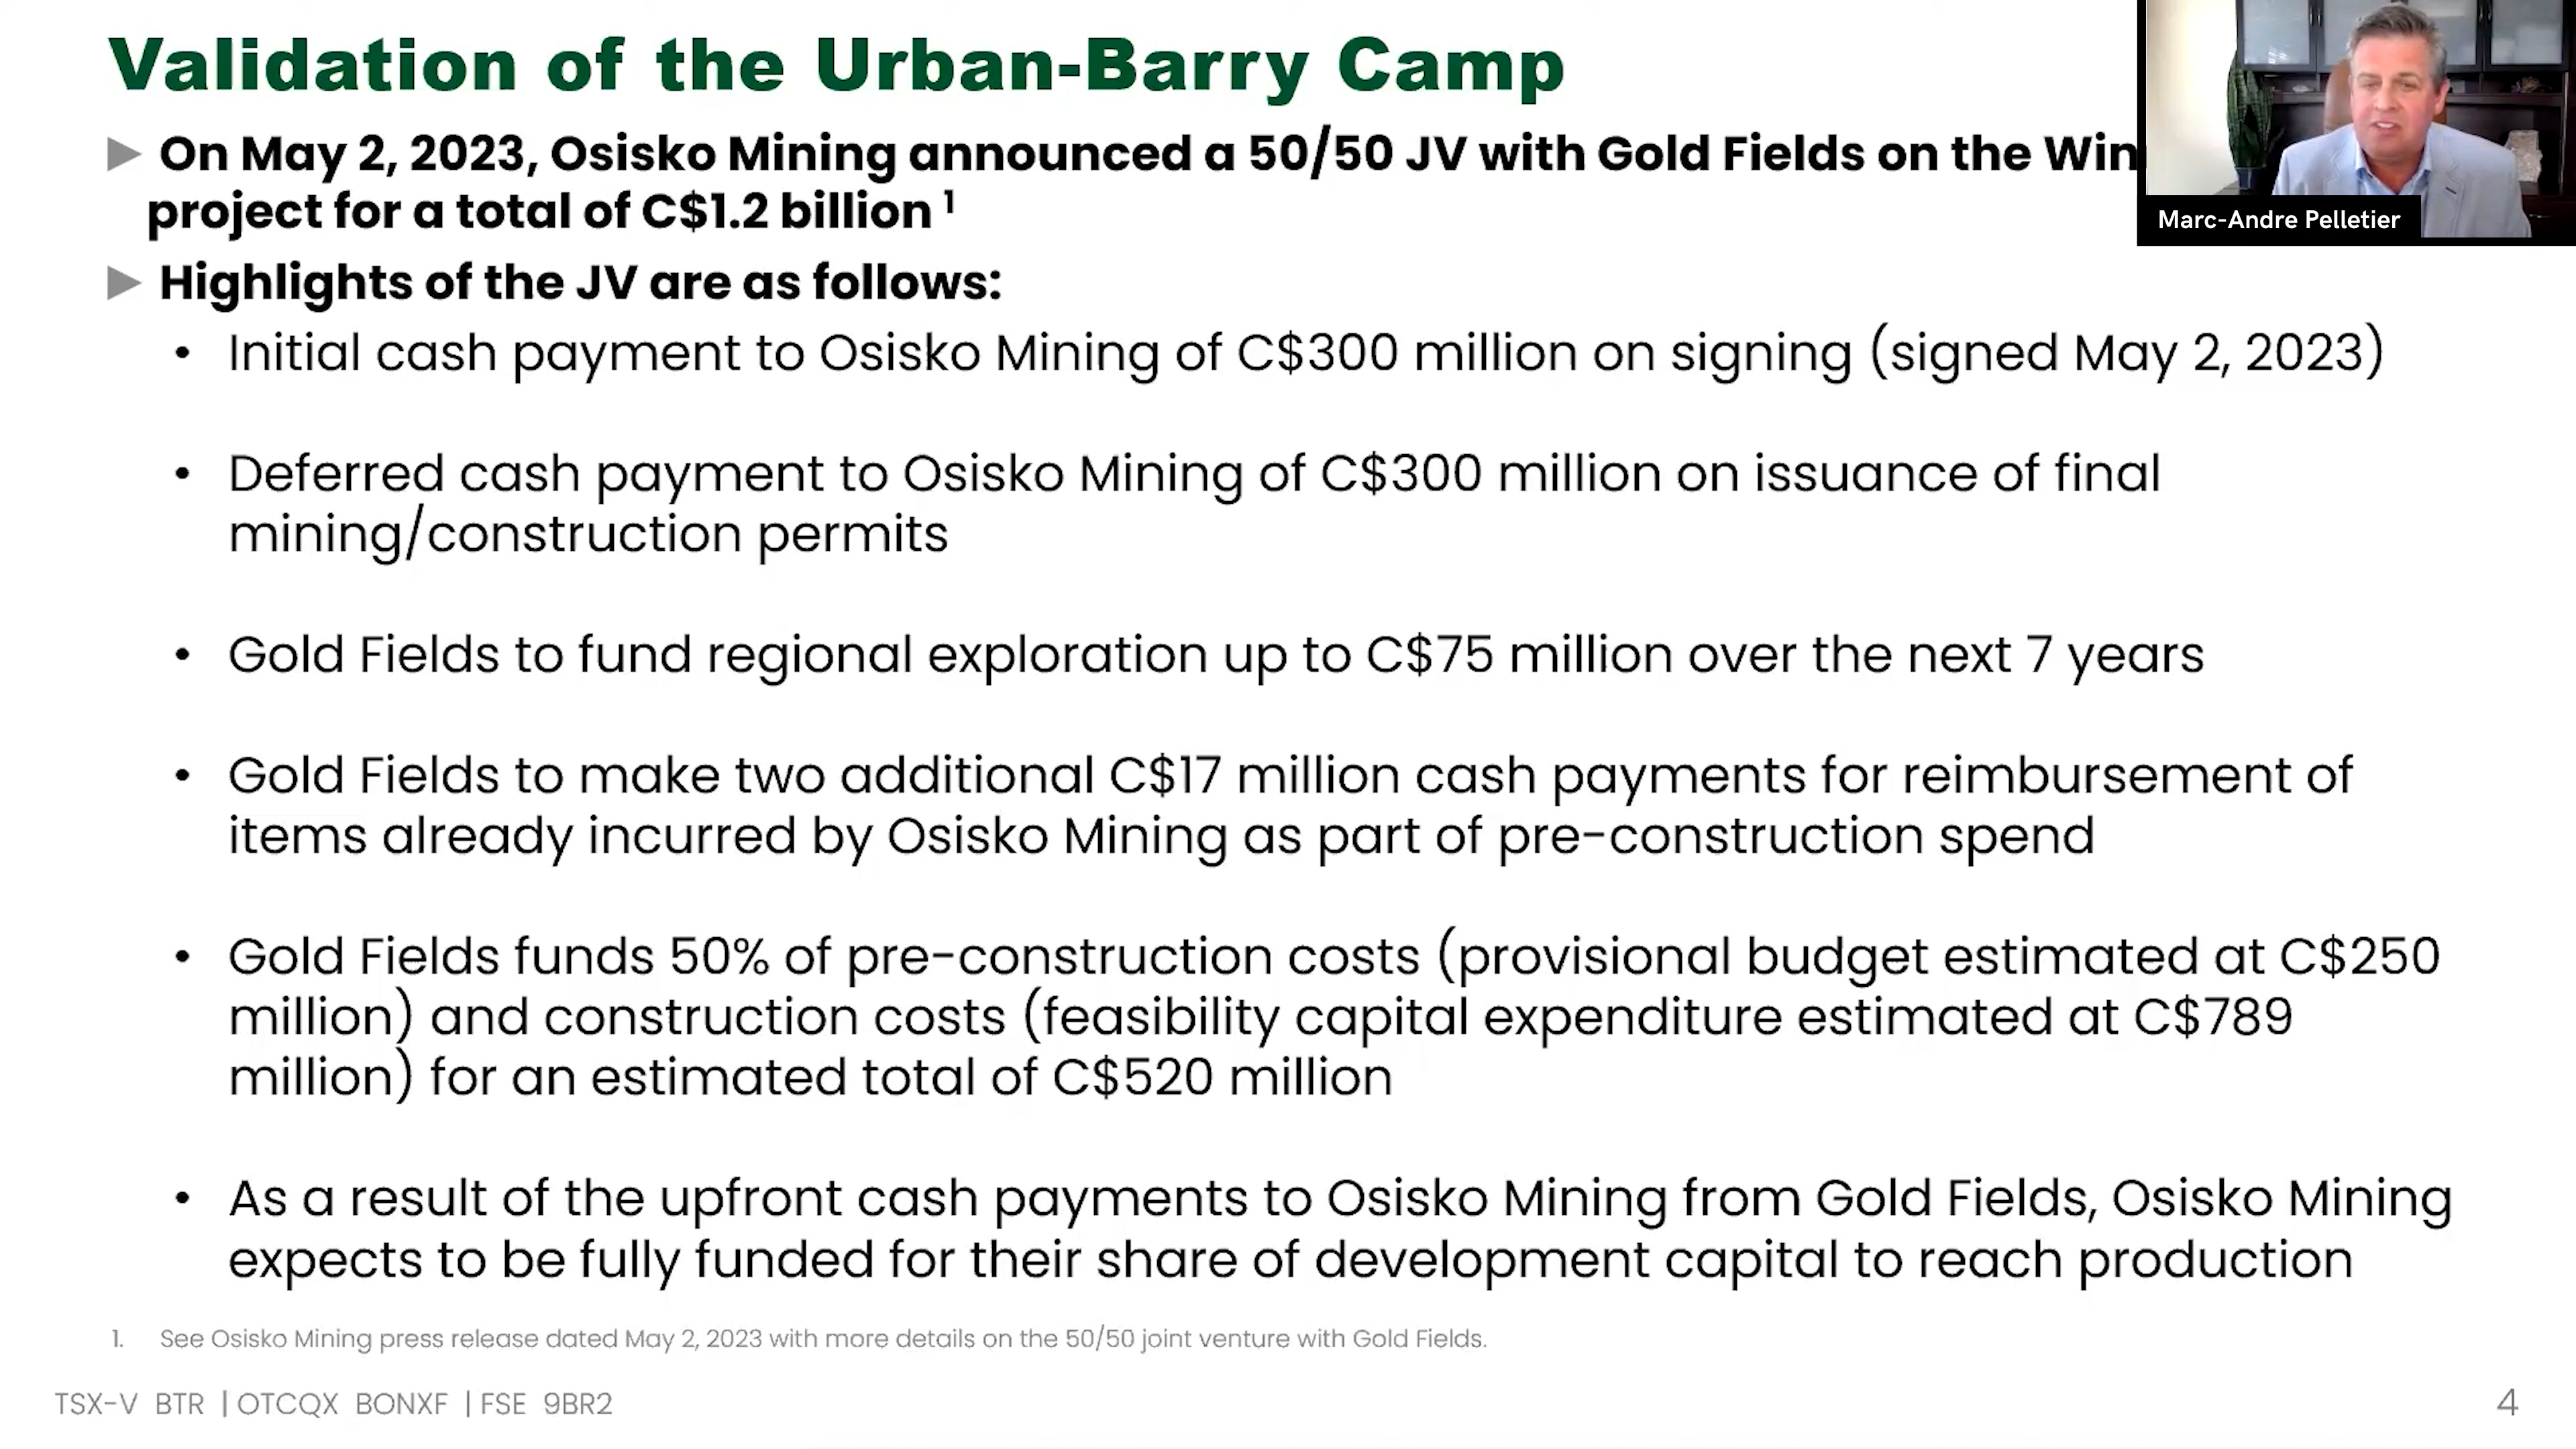 Validation of the Urban-Barry Camp
▶ On May 2, 2023, Osisko Mining announced a 50/50 JV with Gold Fields on the Win
project for a total of C$1.2 billion ¹
▶ Highlights of the JV are as follows:
• Initial cash payment to Osisko Mining of C$300 million on signing (signed May 2, 2023)
• Deferred cash payment to Osisko Mining of C$300 million on issuance of final
mining/construction permits
• Gold Fields to fund regional exploration up to C$75 million over the next 7 years
• Gold Fields to make two additional C$17 million cash payments for reimbursement of
items already incurred by Osisko Mining as part of pre-construction spend
• Gold Fields funds 50% of pre-construction costs (provisional budget estimated at C$250
million) and construction costs (feasibility capital expenditure estimated at C$789
million) for an estimated total of C$520 million
• As a result of the upfront cash payments to Osisko Mining from Gold Fields, Osisko Mining
expects to be fully funded for their share of development capital to reach production
1. See Osisko Mining press release dated May 2, 2023 with more details on the 50/50 joint venture with Gold Fields.
TSX-V BTR | OTCQX BONXF | FSE 9BR2
4
Marc-Andre Pelletier